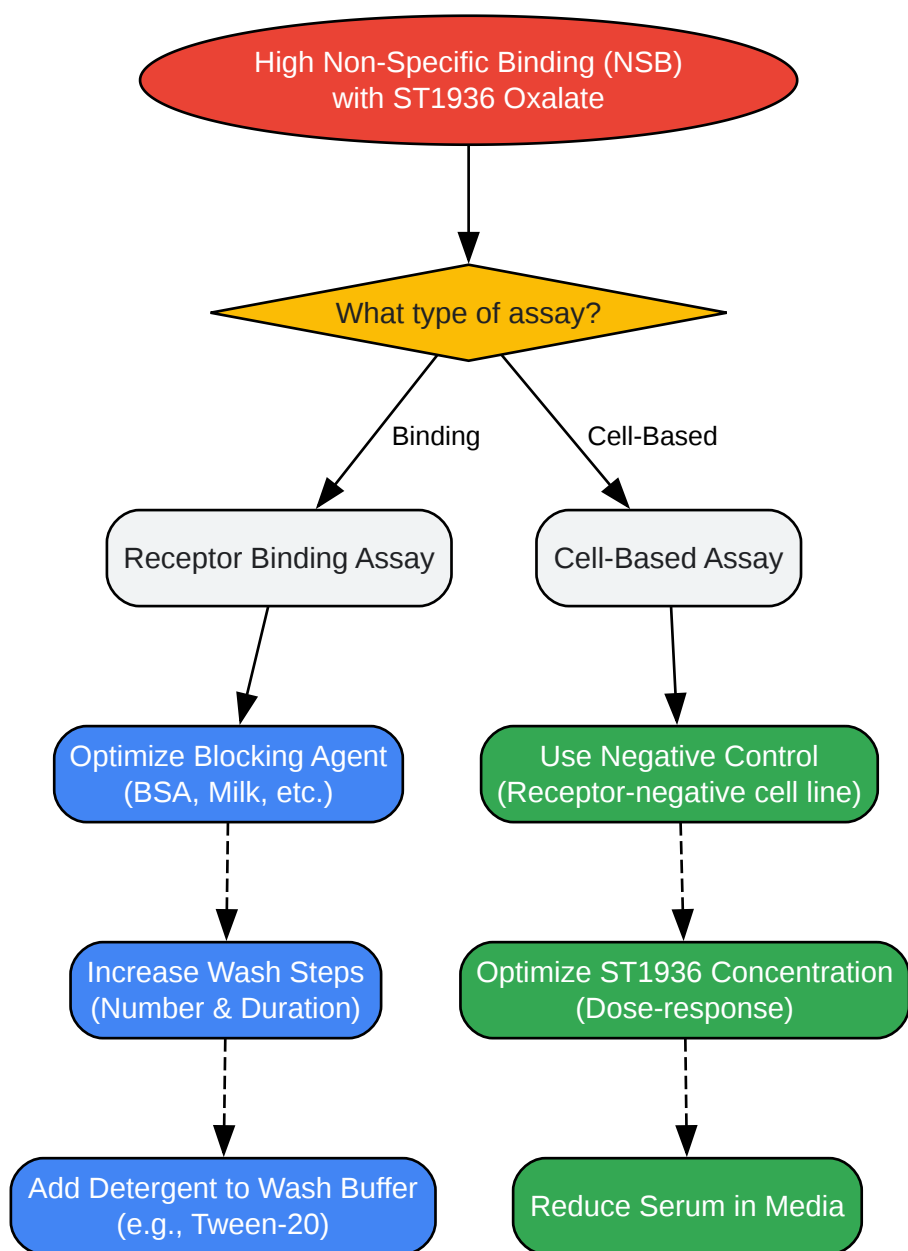 High Non-Specific Binding (NSB)
with ST1936 Oxalate
What type of assay?
Binding
Cell-Based
Receptor Binding Assay
Cell-Based Assay
Optimize Blocking Agent
(BSA, Milk, etc.)
Use Negative Control
(Receptor-negative cell line)
Increase Wash Steps
(Number & Duration)
Optimize ST1936 Concentration
(Dose-response)
Add Detergent to Wash Buffer
(e.g., Tween-20)
Reduce Serum in Media